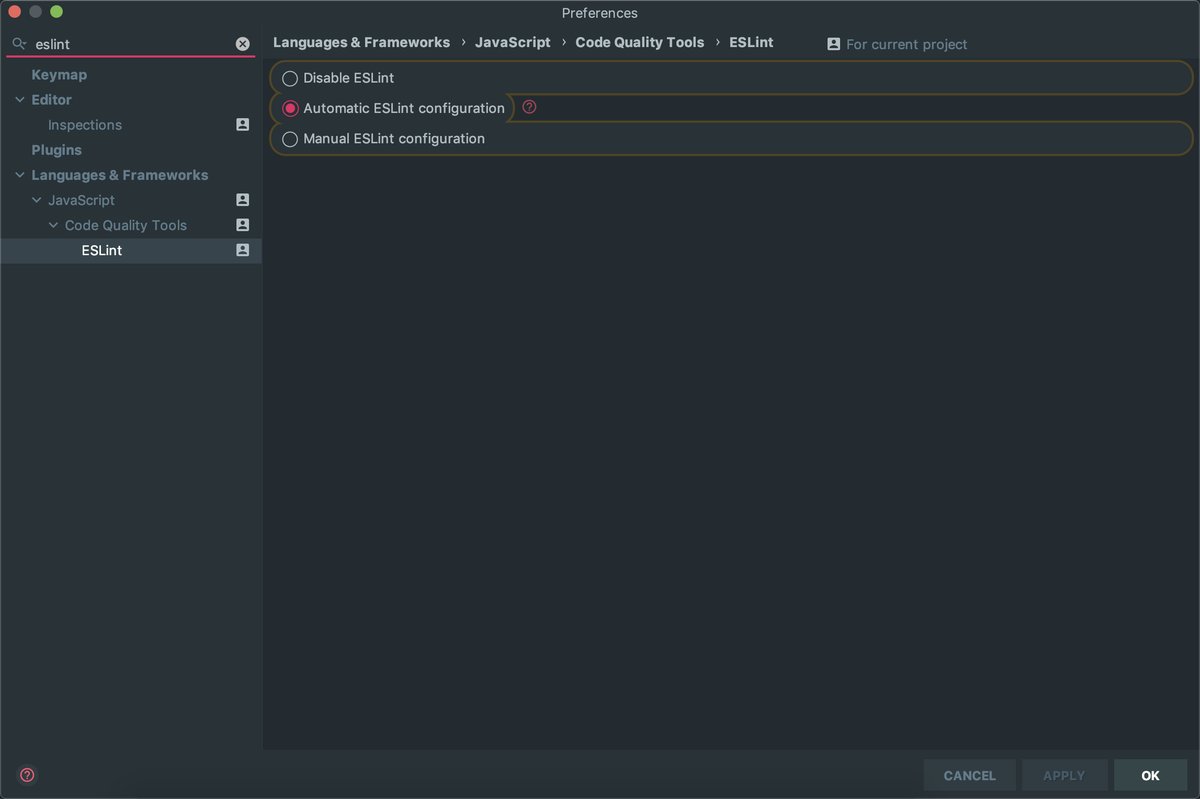 Preferences
eslint
Languages & Frameworks › JavaScript › Code Quality Tools › ESLint For current project
Keymap
Editor
Inspections
Plugins
Languages & Frameworks
JavaScript
Code Quality Tools
ESLint
Disable ESLint
Automatic ESLint configuration ?
Manual ESLint configuration
?
CANCEL APPLY OK